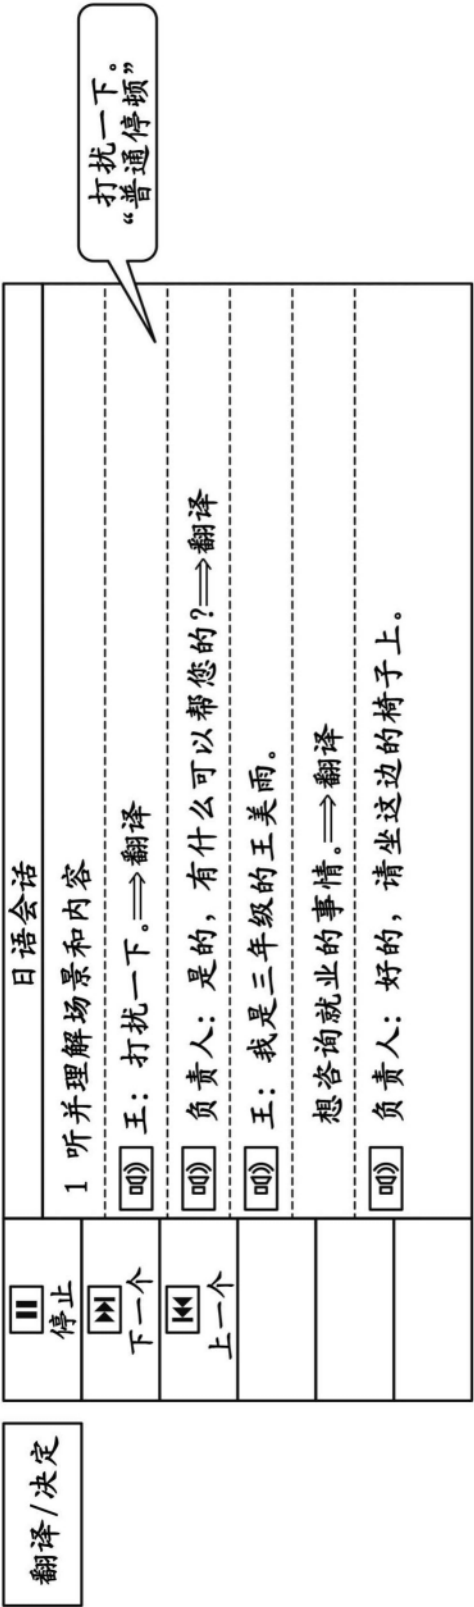 翻译/决定
停止
下一个
上一个
日语会话
1 听并理解场景和内容
王：打扰一下。⇒翻译
负责人：是的，有什么可以帮您的？⇒翻译
王：我是三年级的王美雨。
想咨询就业的事情。⇒翻译
负责人：好的，请坐这边的椅子上。
打扰一下。
“普通停顿”